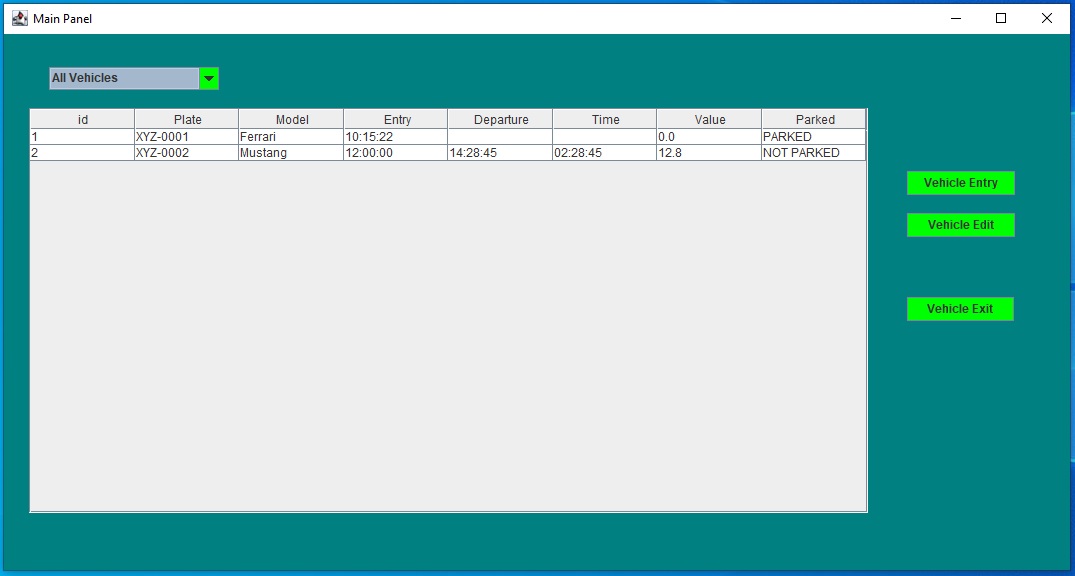 Main Panel
All Vehicles
id Plate Model Entry Departure Time Value Parked
1 XYZ-0001 Ferrari 10:15:22 0.0 PARKED
2 XYZ-0002 Mustang 12:00:00 14:28:45 02:28:45 12.8 NOT PARKED
Vehicle Entry
Vehicle Edit
Vehicle Exit